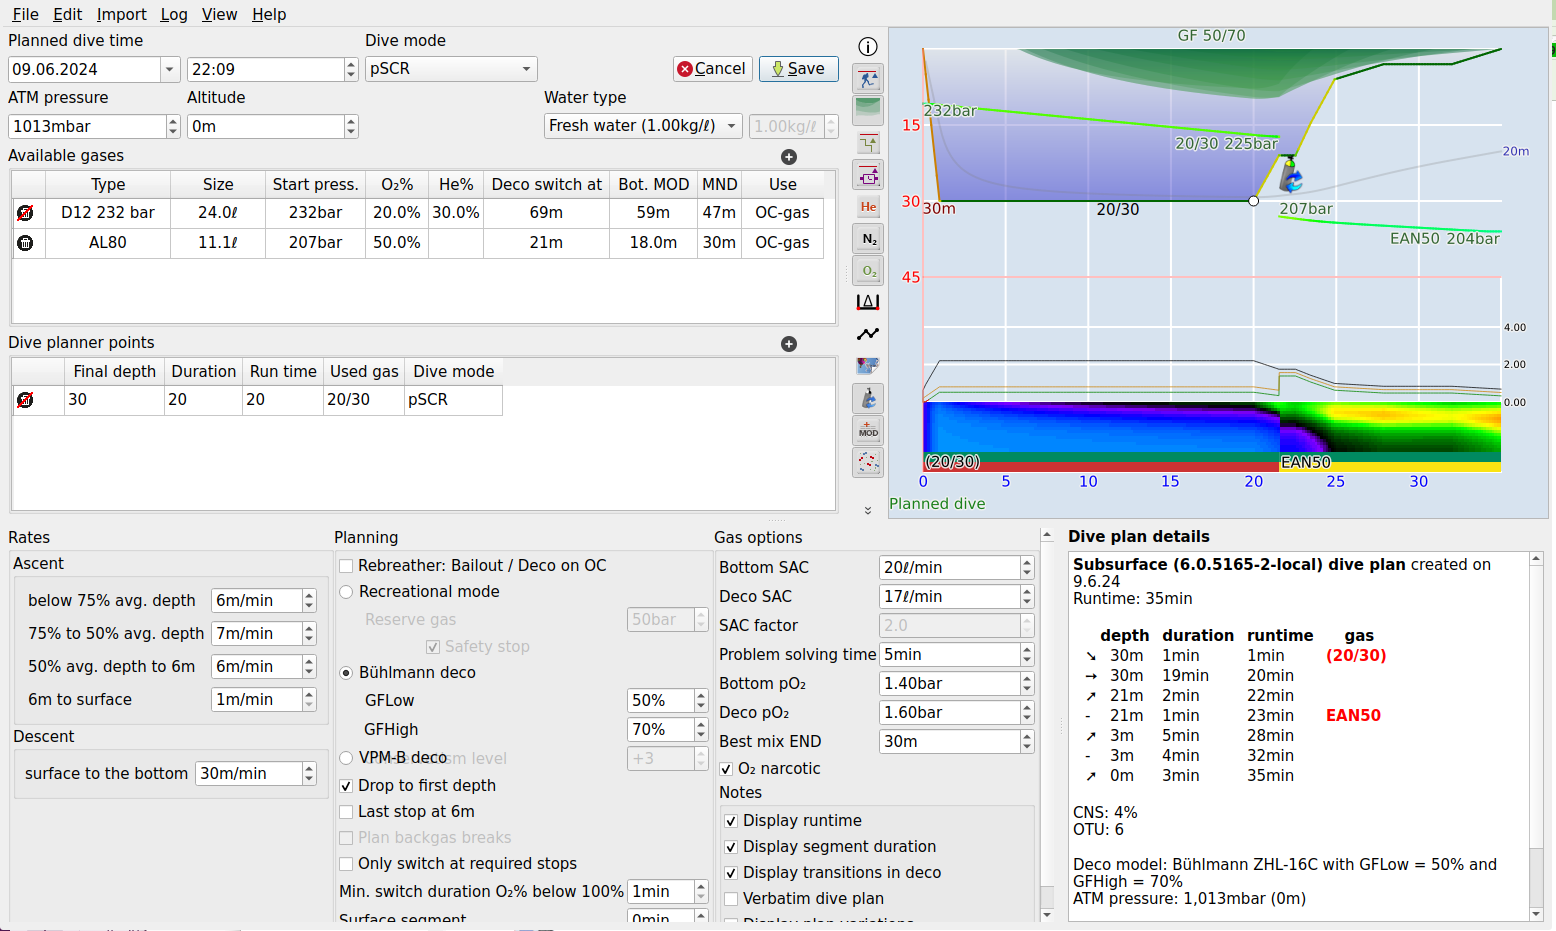 File Edit Import Log View Help
Planned dive time
Dive mode
09.06.2024
22:09
pSCR
Cancel
Save
ATM pressure
Altitude
Water type
1013mbar
0m
Fresh water (1.00kg/ℓ)
1.00kg/ℓ
Available gases
Type Size Start press. O₂% He% Deco switch at Bot. MOD MND Use
D12 232 bar 24.0ℓ 232bar 20.0% 30.0% 69m 59m 47m OC-gas
AL80 11.1ℓ 207bar 50.0% 21m 18.0m 30m OC-gas
Dive planner points
Final depth Duration Run time Used gas Dive mode
30 20 20 20/30 pSCR
He
N₂
O₂
MOD
GF 50/70
232bar
15
20/30 225bar
20m
30
30m
20/30
207bar
EAN50 204bar
45
4.00
2.00
0.00
(20/30)
EAN50
0 5 10 15 20 25 30
Planned dive
Rates
Ascent
below 75% avg. depth 6m/min
75% to 50% avg. depth 7m/min
50% avg. depth to 6m 6m/min
6m to surface 1m/min
Descent
surface to the bottom 30m/min
Planning
Rebreather: Bailout / Deco on OC
Recreational mode
Reserve gas 50bar
Safety stop
Bühlmann deco
GFLow 50%
GFHigh 70%
VPM-B deco
level +3
Drop to first depth
Last stop at 6m
Plan backgas breaks
Only switch at required stops
Min. switch duration O₂% below 100% 1min
Surface segment 0min
Gas options
Bottom SAC 20ℓ/min
Deco SAC 17ℓ/min
SAC factor 2.0
Problem solving time 5min
Bottom pO₂ 1.40bar
Deco pO₂ 1.60bar
Best mix END 30m
O₂ narcotic
Notes
Display runtime
Display segment duration
Display transitions in deco
Verbatim dive plan
Display plan variations
Dive plan details
Subsurface (6.0.5165-2-local) dive plan created on
9.6.24
Runtime: 35min
depth duration runtime gas
➘ 30m 1min 1min (20/30)
➙ 30m 19min 20min
➚ 21m 2min 22min
- 21m 1min 23min EAN50
➚ 3m 5min 28min
- 3m 4min 32min
➚ 0m 3min 35min
CNS: 4%
OTU: 6
Deco model: Bühlmann ZHL-16C with GFLow = 50% and
GFHigh = 70%
ATM pressure: 1,013mbar (0m)